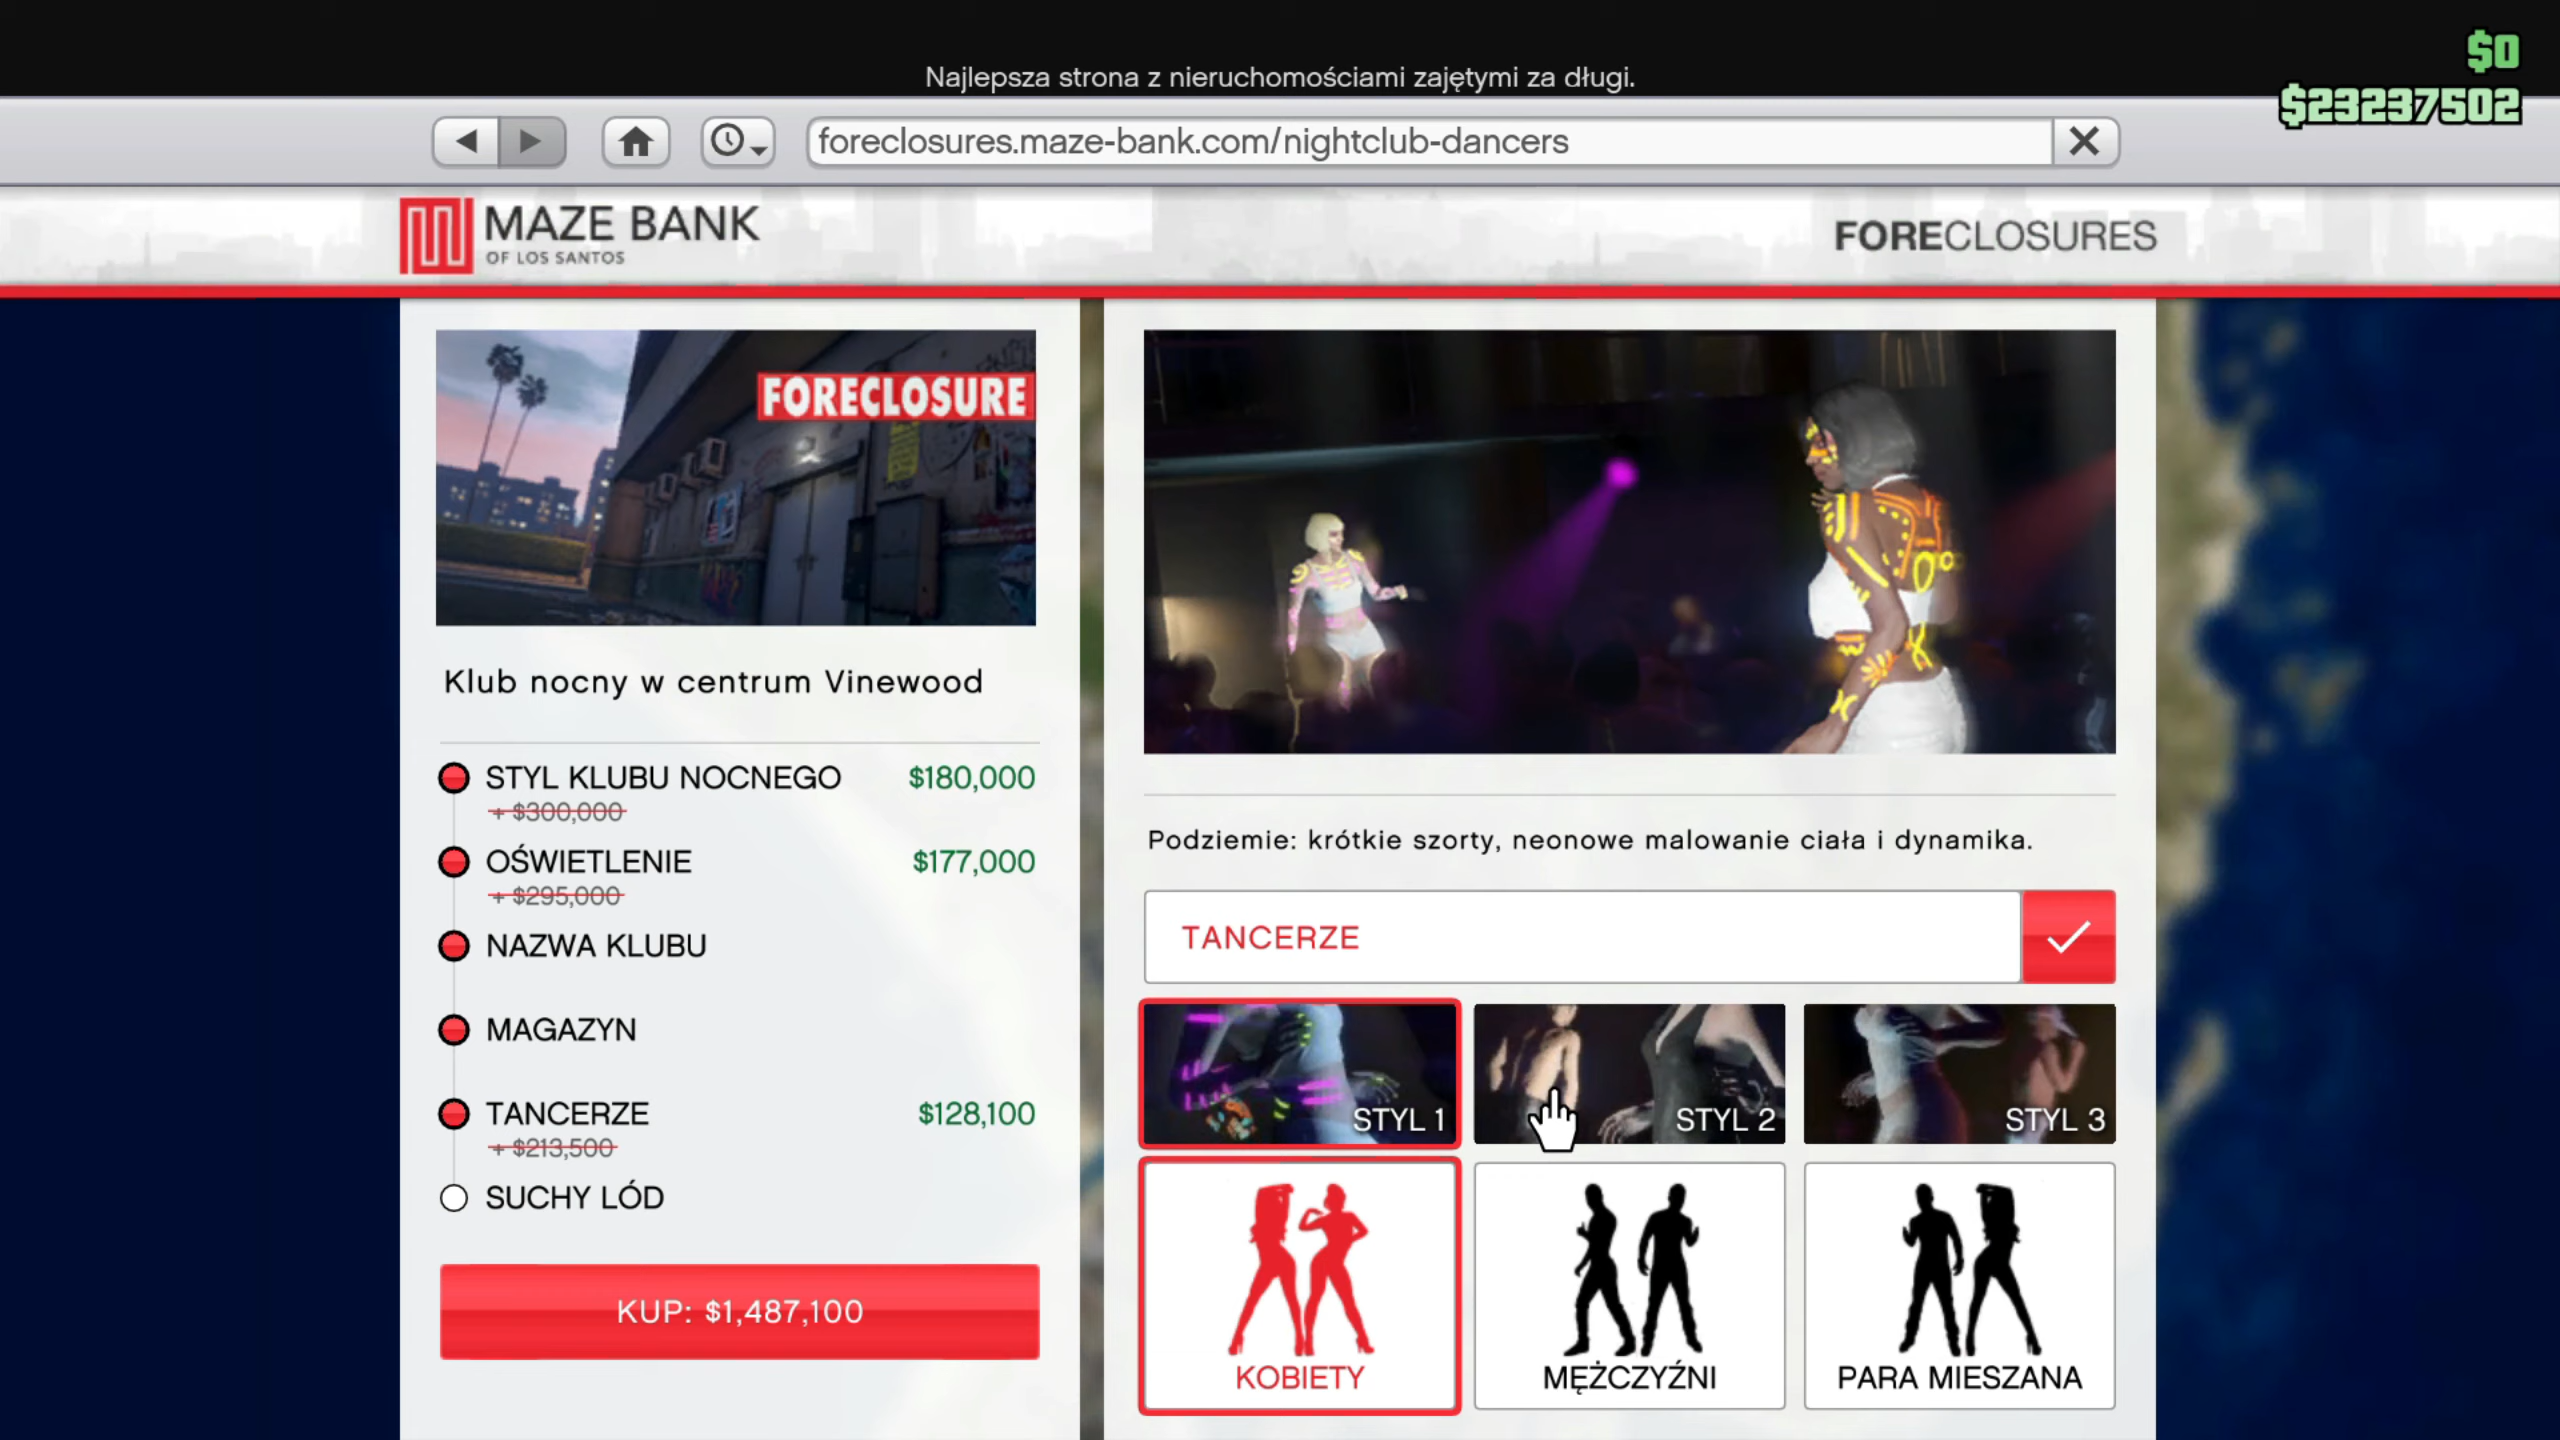 $0
Najlepsza strona z nieruchomościami zajętymi za długi.
$23237502
foreclosures.maze-bank.com/nightclub-dancers
MAZE BANK
OF LOS SANTOS
FORECLOSURES
FORECLOSURE
Klub nocny w centrum Vinewood
STYL KLUBU NOCNEGO $180,000
+ $300,000
OŚWIETLENIE $177,000
+ $295,000
NAZWA KLUBU
MAGAZYN
TANCERZE $128,100
+ $213,500
SUCHY LÓD
KUP: $1,487,100
Podziemie: krótkie szorty, neonowe malowanie ciała i dynamika.
TANCERZE
STYL 1
STYL 2
STYL 3
KOBIETY
MĘŻCZYŹNI
PARA MIESZANA